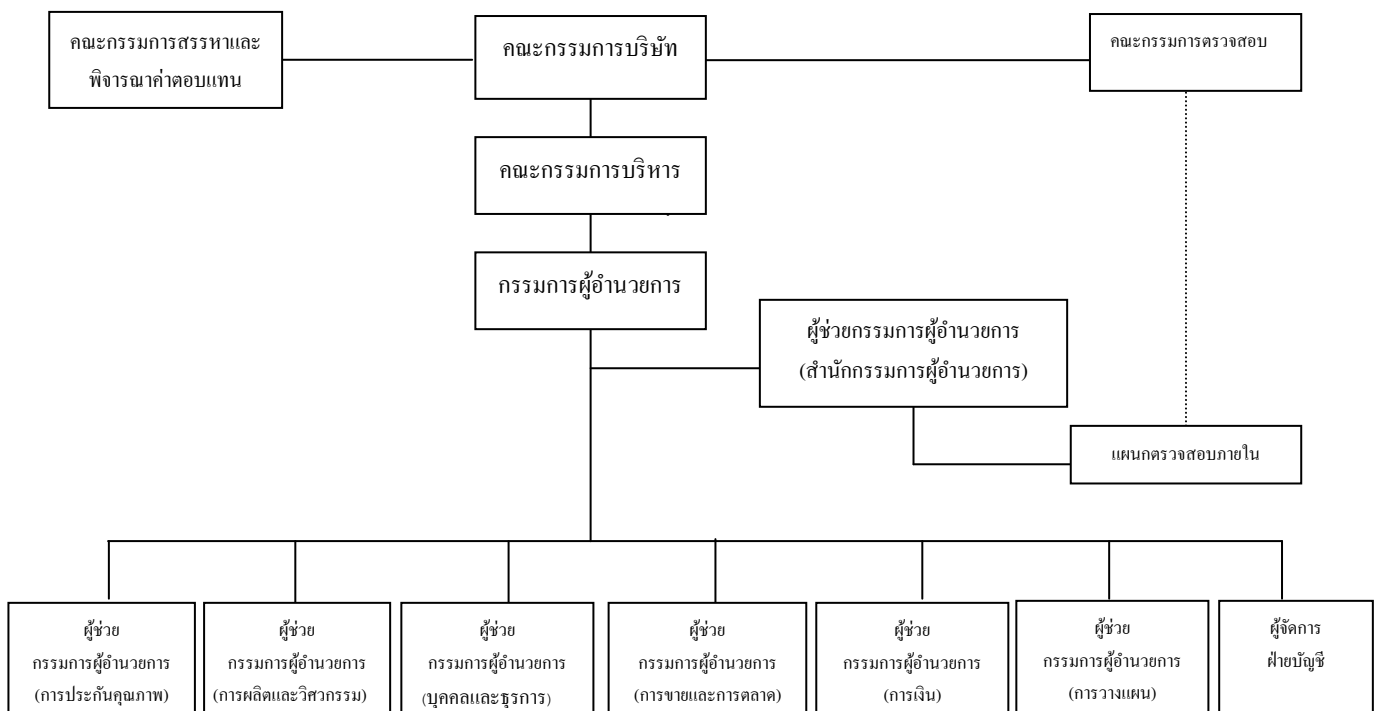 คณะกรรมการสรรหาและ
พิจารณาค่าตอบแทน
คณะกรรมการบริษัท
คณะกรรมการตรวจสอบ
คณะกรรมการบริหาร
กรรมการผู้อำนวยการ
ผู้ช่วยกรรมการผู้อำนวยการ
(สำนักกรรมการผู้อำนวยการ)
แผนกตรวจสอบภายใน
ผู้ช่วย
กรรมการผู้อำนวยการ
(การประกันคุณภาพ)
ผู้ช่วย
กรรมการผู้อำนวยการ
(การผลิตและวิศวกรรม)
ผู้ช่วย
กรรมการผู้อำนวยการ
(บุคคลและธุรการ)
ผู้ช่วย
กรรมการผู้อำนวยการ
(การขายและการตลาด)
ผู้ช่วย
กรรมการผู้อำนวยการ
(การเงิน)
ผู้ช่วย
กรรมการผู้อำนวยการ
(การวางแผน)
ผู้จัดการ
ฝ่ายบัญชี